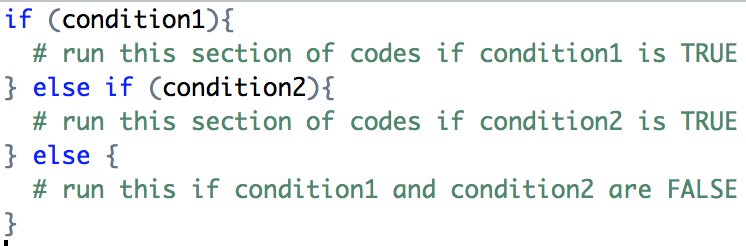 if (condition1){
  # run this section of codes if condition1 is TRUE
} else if (condition2){
  # run this section of codes if condition2 is TRUE
} else {
  # run this if condition1 and condition2 are FALSE
}